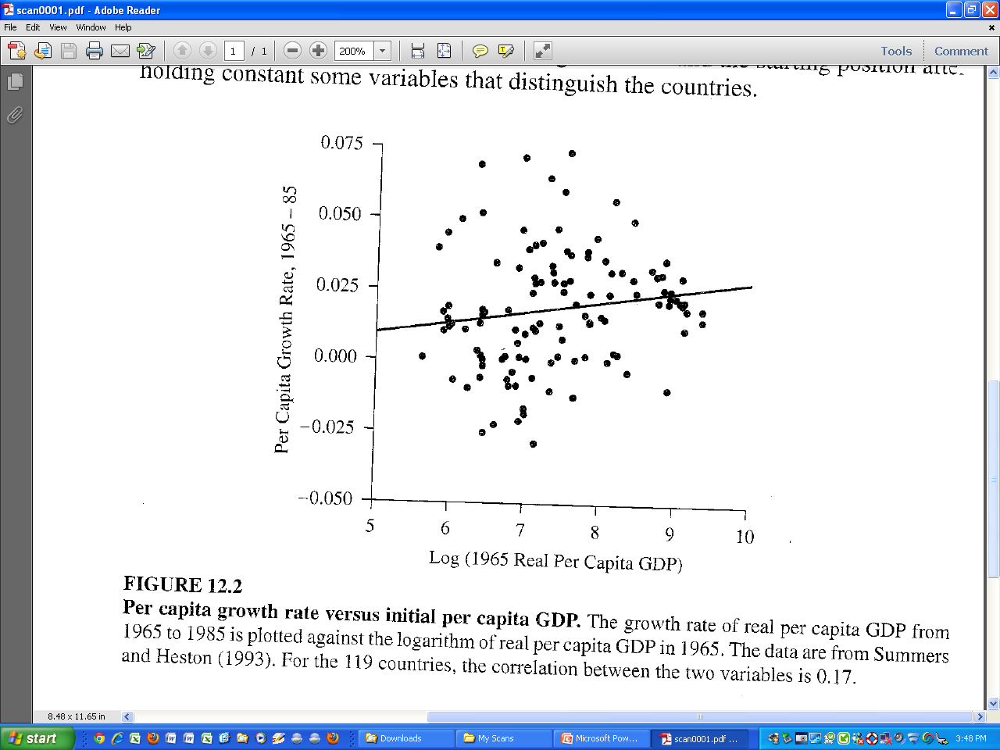 scan0001.pdf - Adobe Reader
File Edit View Window Help
1 / 1 200% Tools Comment
the starting position
holding constant some variables that distinguish the countries.
0.075
0.050
0.025
0.000
−0.025
−0.050
Per Capita Growth Rate, 1965 – 85
5 6 7 8 9 10
Log (1965 Real Per Capita GDP)
FIGURE 12.2
Per capita growth rate versus initial per capita GDP. The growth rate of real per capita GDP from
1965 to 1985 is plotted against the logarithm of real per capita GDP in 1965. The data are from Summers
and Heston (1993). For the 119 countries, the correlation between the two variables is 0.17.
8.48 x 11.65 in
start Downloads My Scans Microsoft Pow... scan0001.pdf ... 3:48 PM